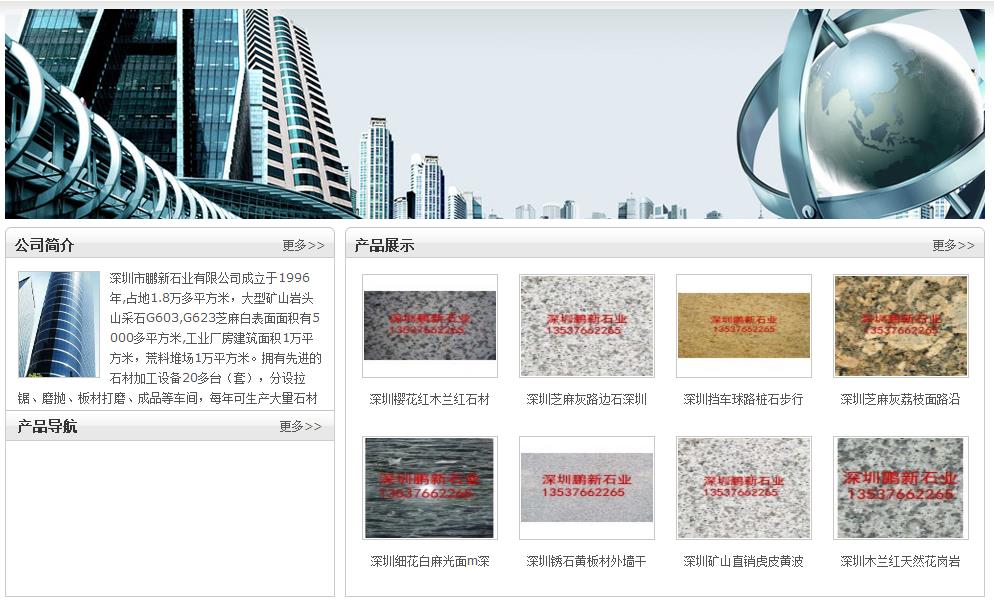 公司简介
更多>>
深圳市鹏新石业有限公司成立于1996
年,占地1.8万多平方米，大型矿山岩头
山采石G603,G623芝麻白表面面积有5
000多平方米,工业厂房建筑面积1万平
方米，荒料堆场1万平方米。拥有先进的
石材加工设备20多台（套），分设拉
锯、磨抛、板材打磨、成品等车间，每年可生产大量石材
产品导航
更多>>
产品展示
更多>>
深圳鹏新石业
13537662265
深圳鹏新石业
13537662265
深圳鹏新石业
13537662265
深圳鹏新石业
13537662265
深圳樱花红木兰红石材
深圳芝麻灰路边石深圳
深圳挡车球路桩石步行
深圳芝麻灰荔枝面路沿
深圳鹏新石业
13537662265
深圳鹏新石业
13537662265
深圳鹏新石业
13537662265
深圳鹏新石业
13537662265
深圳细花白麻光面m深
深圳锈石黄板材外墙干
深圳矿山直销虎皮黄波
深圳木兰红天然花岗岩